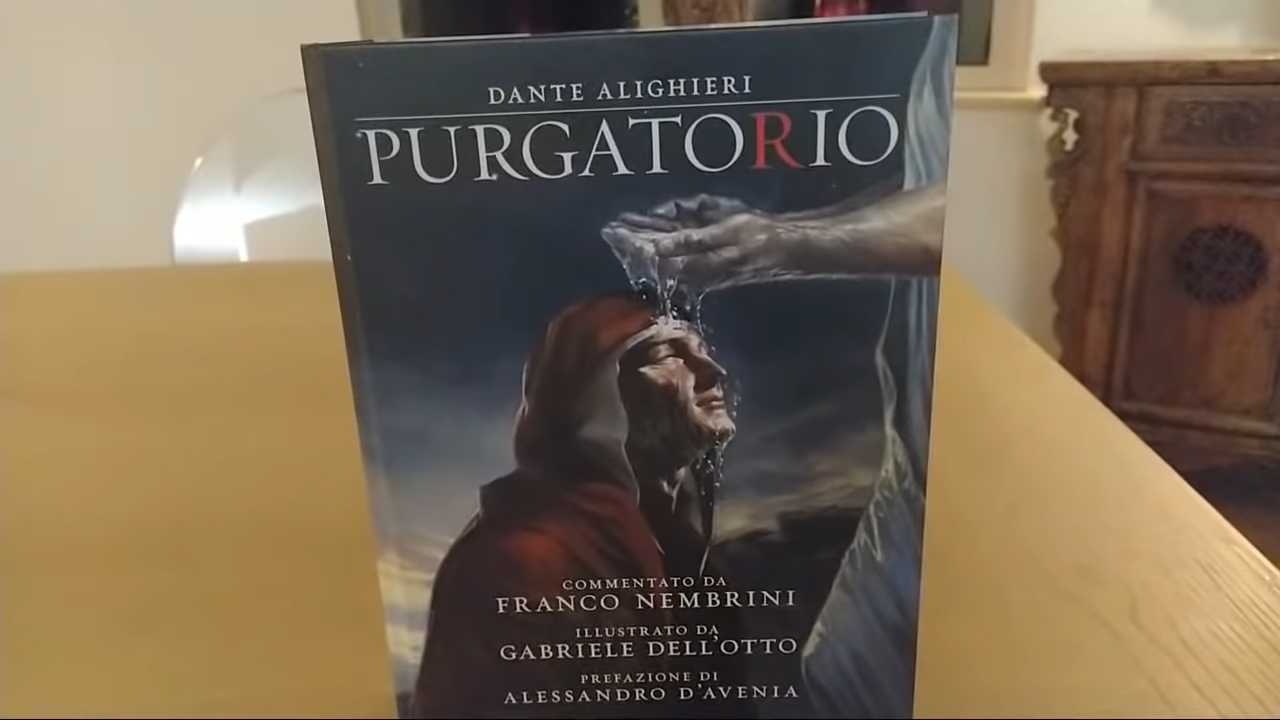 DANTE ALIGHIERI
PURGATORIO
COMMENTATO DA
FRANCO NEMBRINI
ILLUSTRATO DA
GABRIELE DELL'OTTO
PREFAZIONE DI
ALESSANDRO D'AVENIA